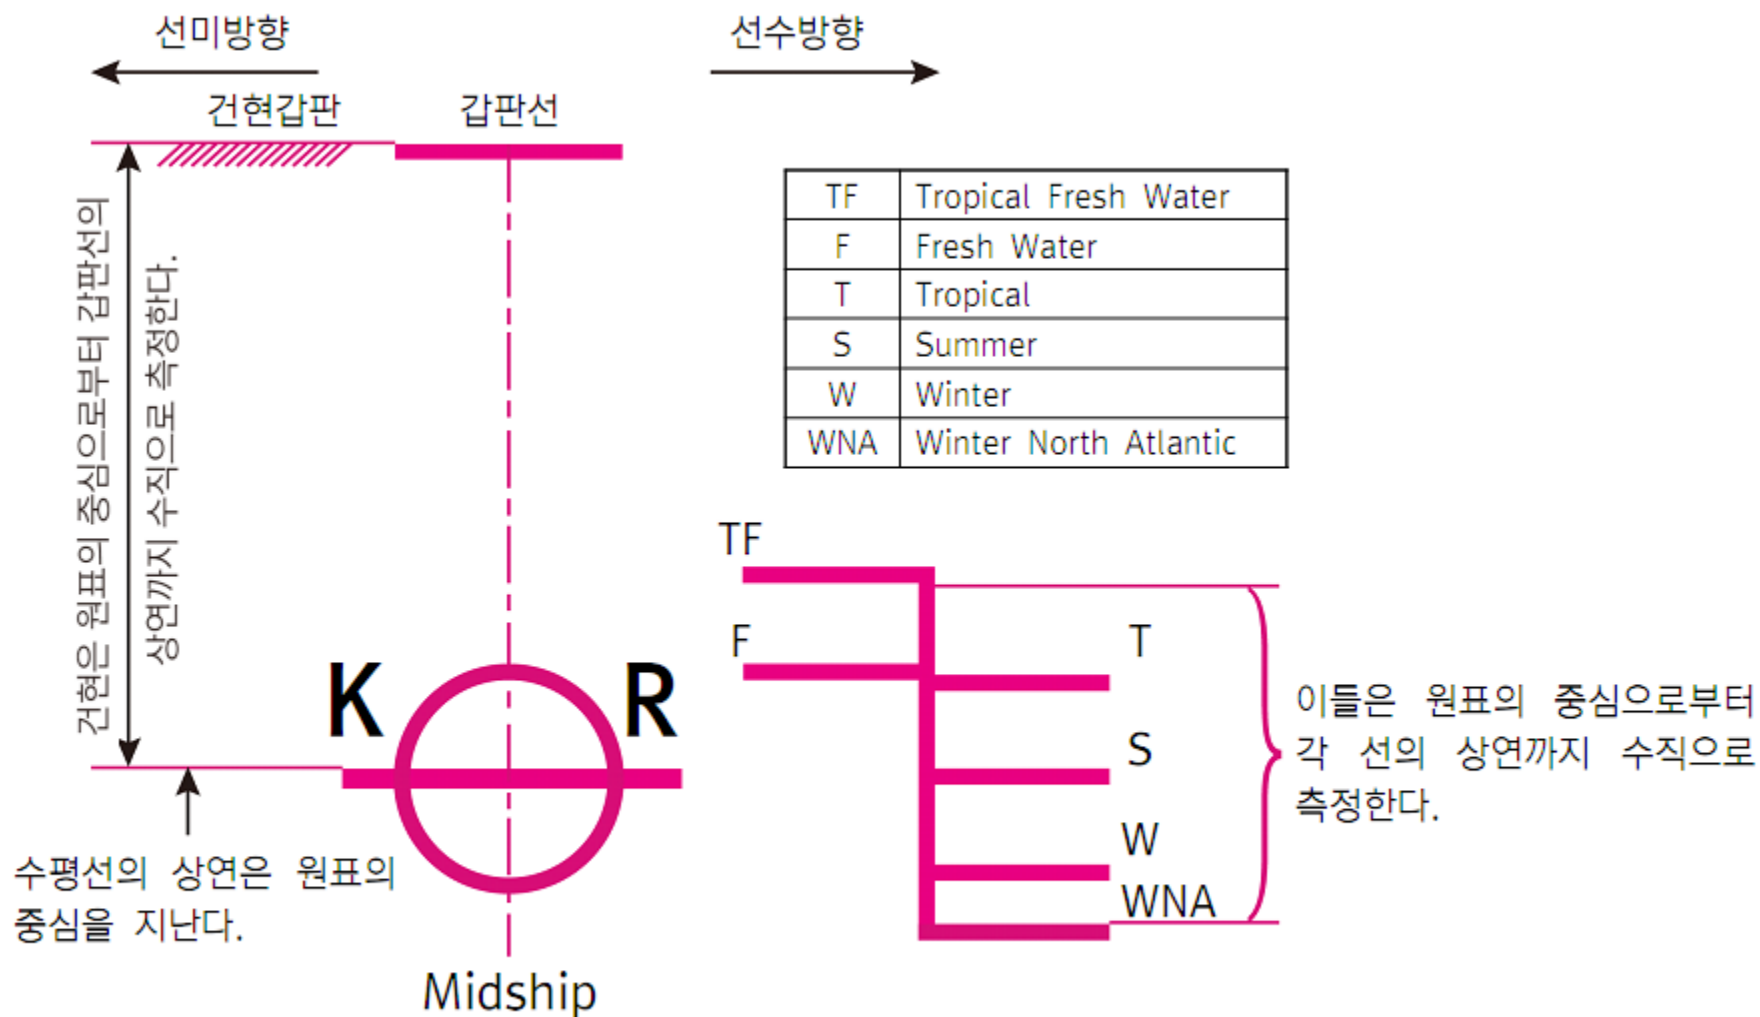 선미방향
선수방향
건현갑판
갑판선
건현은 원표의 중심으로부터 갑판선의
상연까지 수직으로 측정한다.
TF Tropical Fresh Water
F Fresh Water
T Tropical
S Summer
W Winter
WNA Winter North Atlantic
TF
F
T
S
W
WNA
K R
이들은 원표의 중심으로부터
각 선의 상연까지 수직으로
측정한다.
수평선의 상연은 원표의
중심을 지난다.
Midship